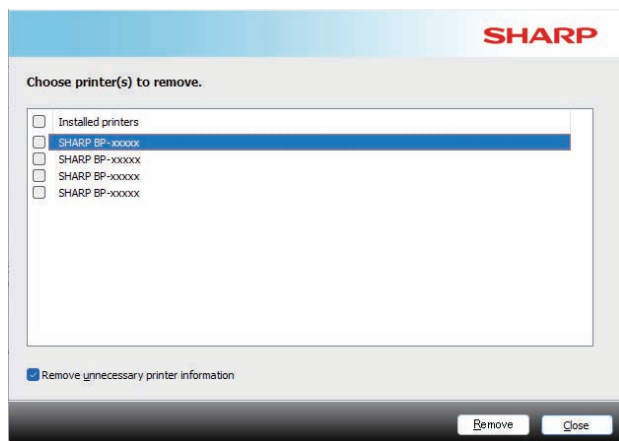 SHARP
Choose printer(s) to remove.
Installed printers
SHARP BP-xxxxx
SHARP BP-xxxxx
SHARP BP-xxxxx
SHARP BP-xxxxx
Remove unnecessary printer information
Remove Close